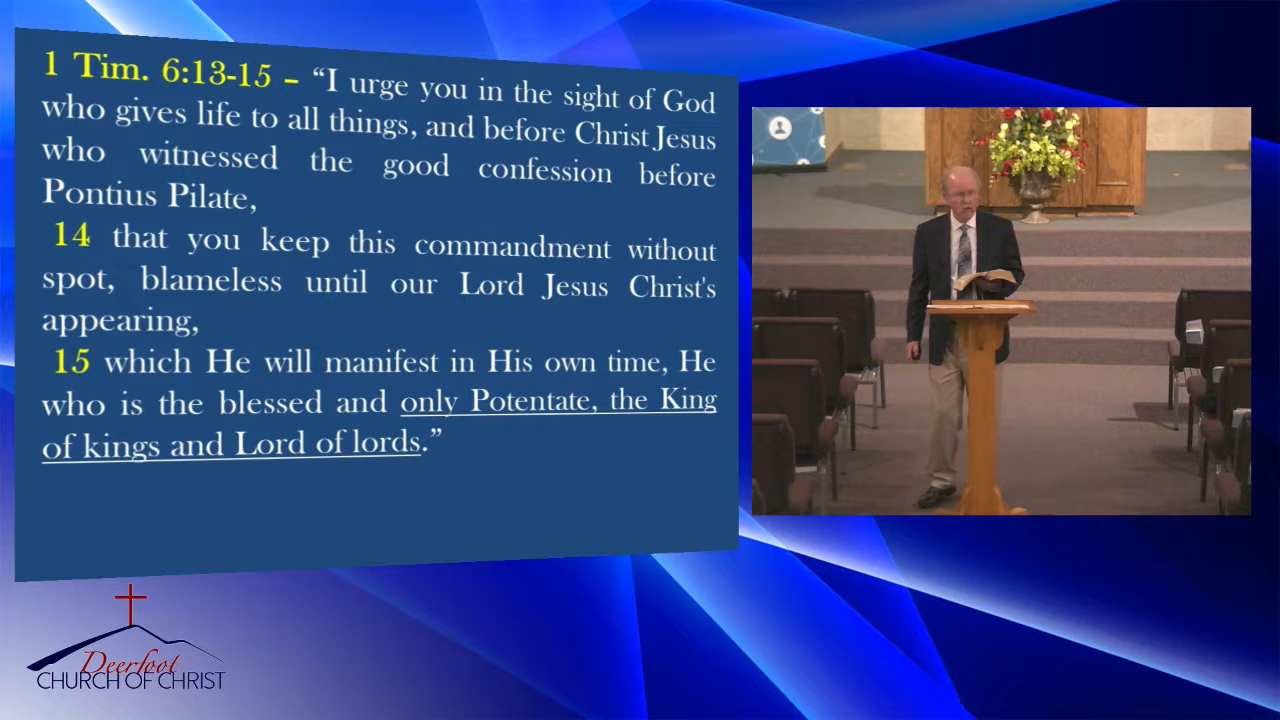 1 Tim. 6:13-15 – “I urge you in the sight of God
who gives life to all things, and before Christ Jesus
who witnessed the good confession before
Pontius Pilate,
14 that you keep this commandment without
spot, blameless until our Lord Jesus Christ's
appearing,
15 which He will manifest in His own time, He
who is the blessed and only Potentate, the King
of kings and Lord of lords.”
Deerfoot
CHURCH OF CHRIST